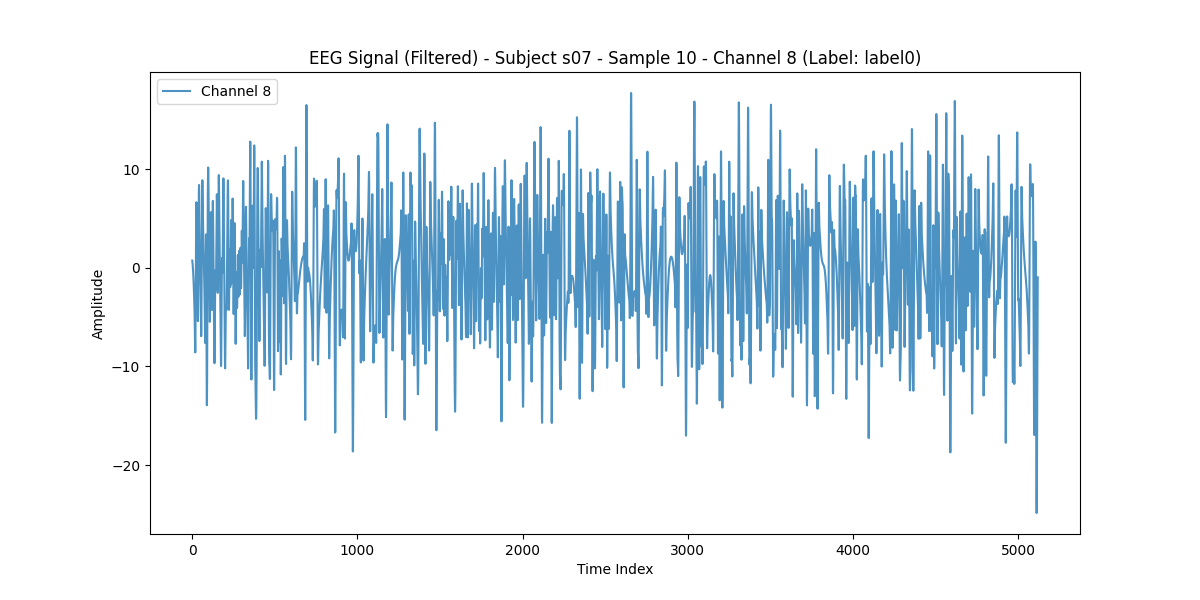 EEG Signal (Filtered) - Subject s07 - Sample 10 - Channel 8 (Label: label0)
Channel 8
Amplitude
10
0
−10
−20
0 1000 2000 3000 4000 5000
Time Index